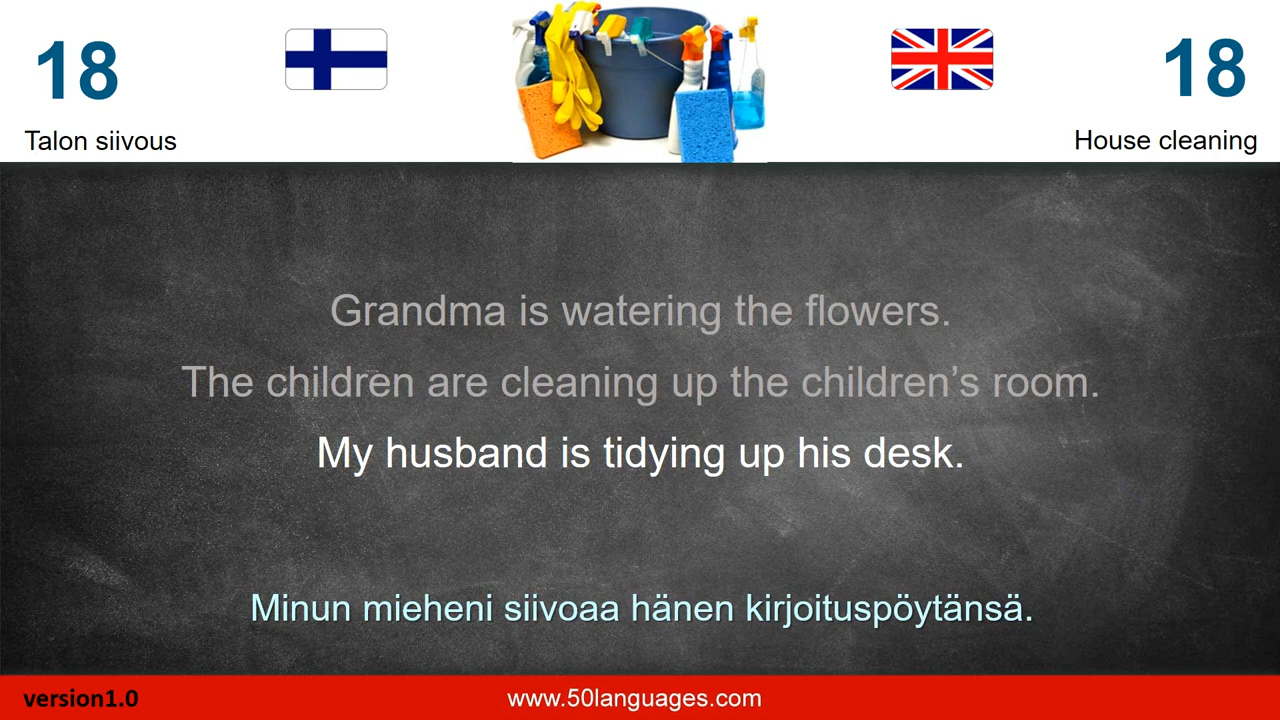 18
18
Talon siivous
House cleaning
Grandma is watering the flowers.
The children are cleaning up the children’s room.
My husband is tidying up his desk.
Minun mieheni siivoaa hänen kirjoituspöytänsä.
version1.0
www.50languages.com